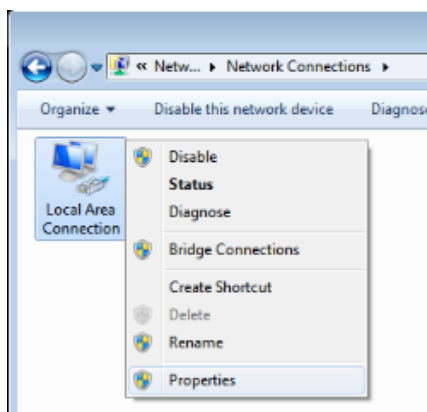 « Netw... ▸ Network Connections ▸
Organize ▾ Disable this network device Diagnose
Local Area
Connection
Disable
Status
Diagnose
Bridge Connections
Create Shortcut
Delete
Rename
Properties